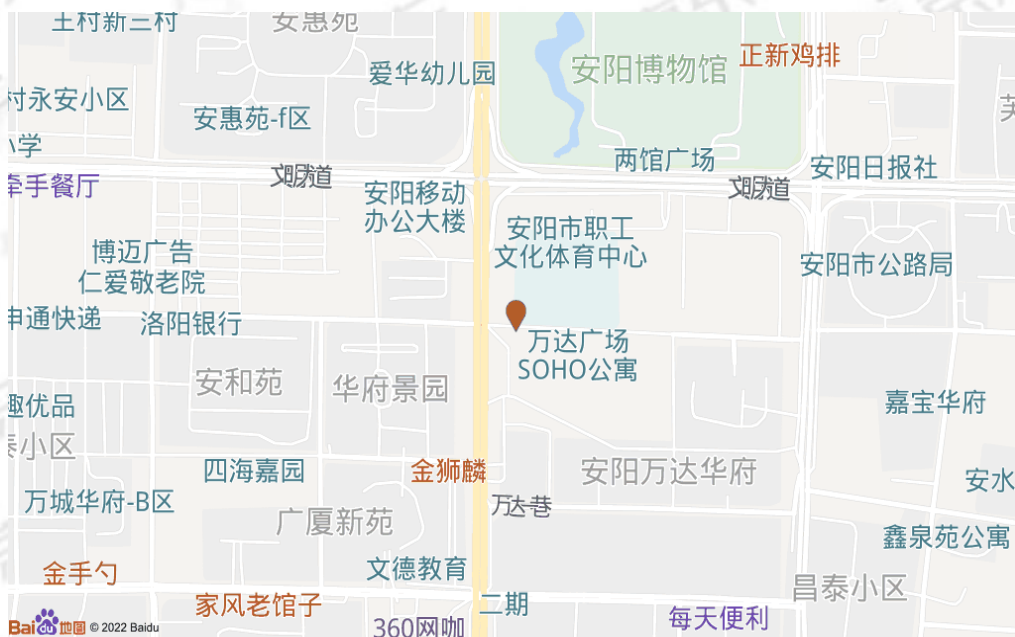 王村新三村
安惠苑
正新鸡排
爱华幼儿园
安阳博物馆
村永安小区
安惠苑-f区
小学
两馆广场
安阳日报社
牵手餐厅
文明大道
安阳移动
办公大楼
文明大道
安阳市职工
文化体育中心
博迈广告
仁爱敬老院
安阳市公路局
申通快递
洛阳银行
万达广场
SOHO公寓
安和苑
华府景园
趣优品
嘉宝华府
泰小区
四海嘉园
金狮麟
安阳万达华府
安水
万城华府-B区
万达一巷
广厦新苑
鑫泉苑公寓
金手勺
文德教育
昌泰小区
家风老馆子
二期
每天便利
360网咖
Bai du 地图 © 2022 Baidu